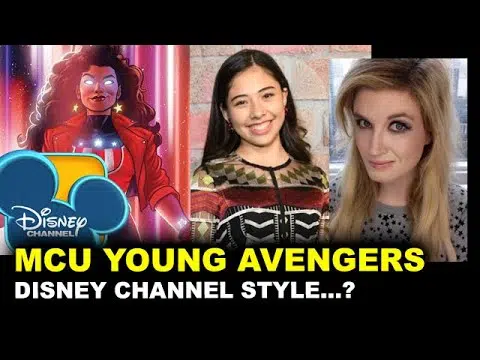 Disney
CHANNEL
MCU YOUNG AVENGERS
DISNEY CHANNEL STYLE...?